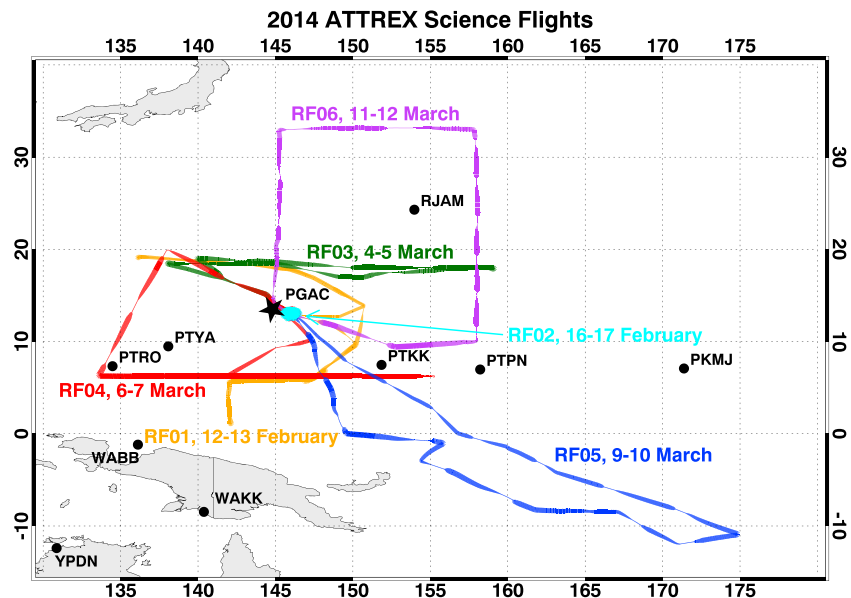 2014 ATTREX Science Flights
135 140 145 150 155 160 165 170 175
RF06, 11-12 March
30 30
RJAM
20 20
RF03, 4-5 March
PGAC
RF02, 16-17 February
10 10
PTYA
PTRO
PTKK
PTPN
PKMJ
RF04, 6-7 March
0 0
RF01, 12-13 February
RF05, 9-10 March
WABB
WAKK
-10 -10
YPDN
135 140 145 150 155 160 165 170 175